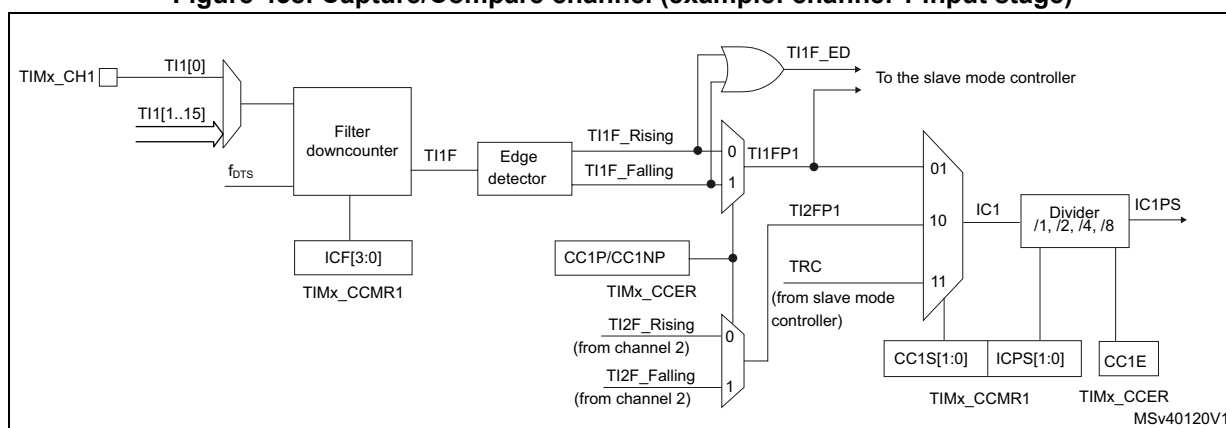 Figure 439. Capture/Compare channel (example: channel 1 input stage)
TI1F_ED
To the slave mode controller
TIMx_CH1
TI1[0]
TI1[1..15]
Filter
downcounter
fDTS
TI1F
Edge
detector
TI1F_Rising
TI1F_Falling
0
1
TI1FP1
01
TI2FP1
10
TRC
11
(from slave mode
controller)
IC1
Divider
/1, /2, /4, /8
IC1PS
ICF[3:0]
TIMx_CCMR1
CC1P/CC1NP
TIMx_CCER
TI2F_Rising
(from channel 2)
TI2F_Falling
(from channel 2)
0
1
CC1S[1:0]
ICPS[1:0]
CC1E
TIMx_CCMR1
TIMx_CCER
MSv40120V1